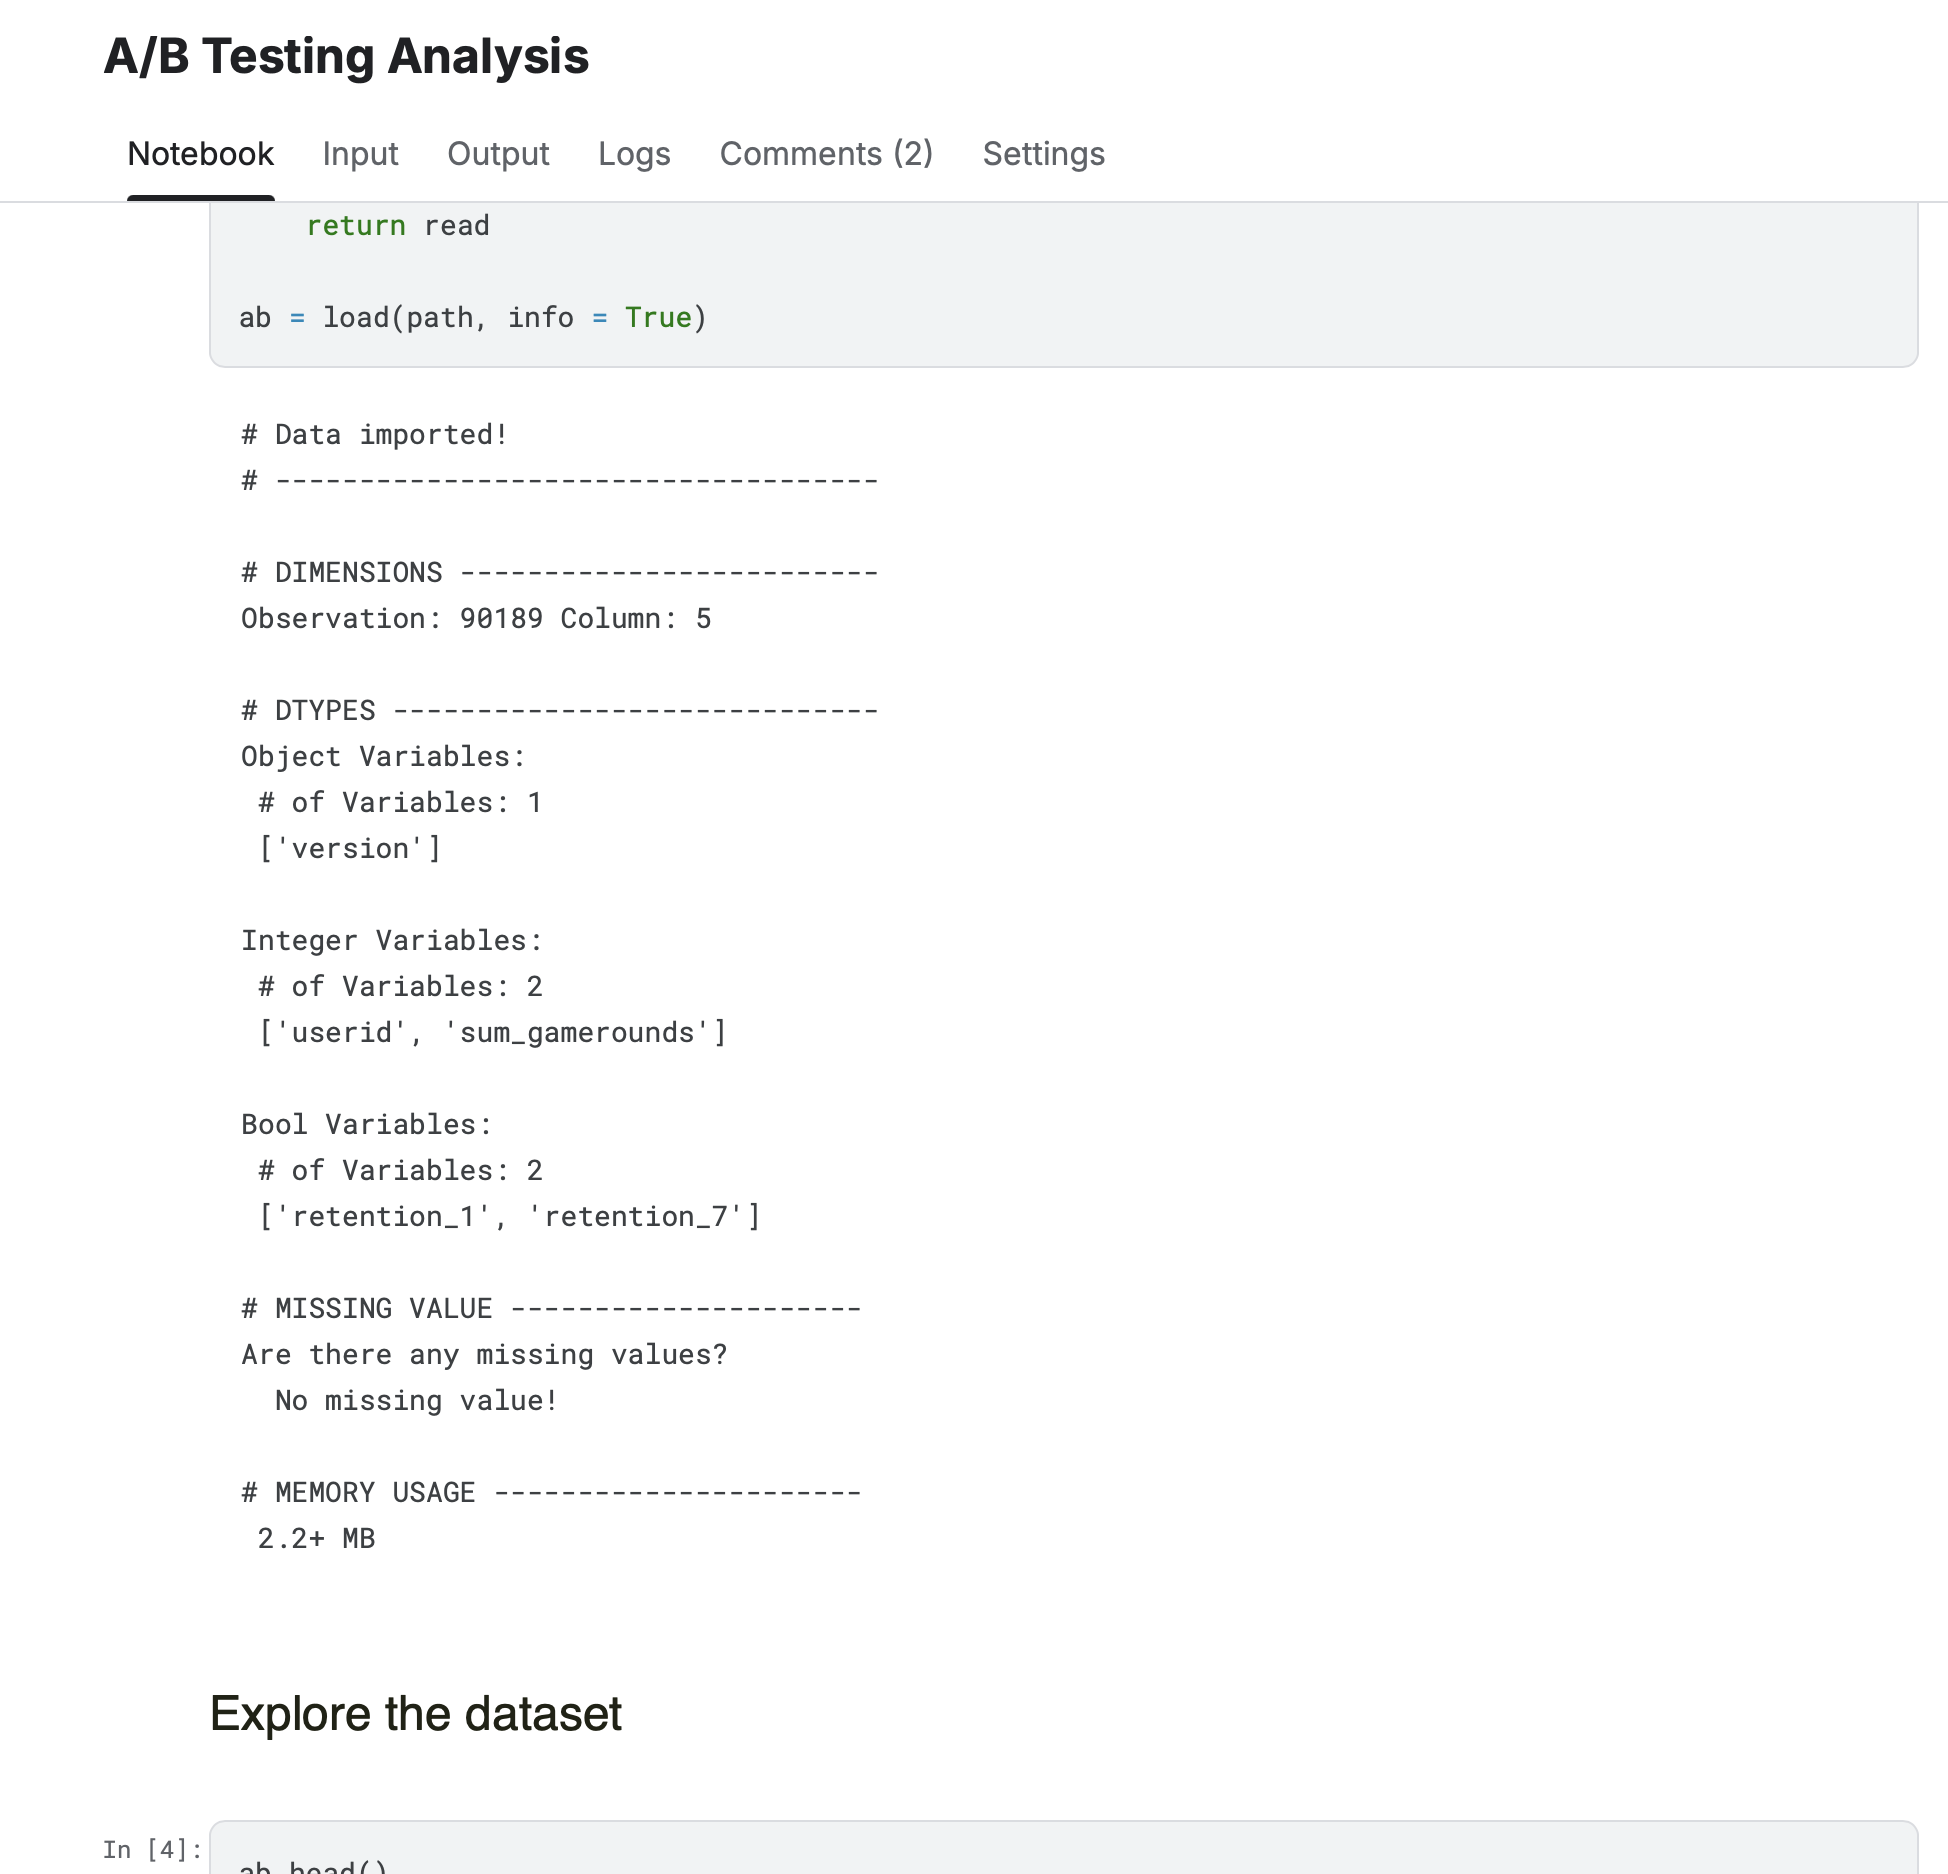 A/B Testing Analysis
Notebook Input Output Logs Comments (2) Settings
    return read
ab = load(path, info = True)
# Data imported!
# ------------------------------------
# DIMENSIONS -------------------------
Observation: 90189 Column: 5
# DTYPES -----------------------------
Object Variables:
 # of Variables: 1
 ['version']
Integer Variables:
 # of Variables: 2
 ['userid', 'sum_gamerounds']
Bool Variables:
 # of Variables: 2
 ['retention_1', 'retention_7']
# MISSING VALUE ---------------------
Are there any missing values?
  No missing value!
# MEMORY USAGE ----------------------
 2.2+ MB
Explore the dataset
In [4]:
ab.head()